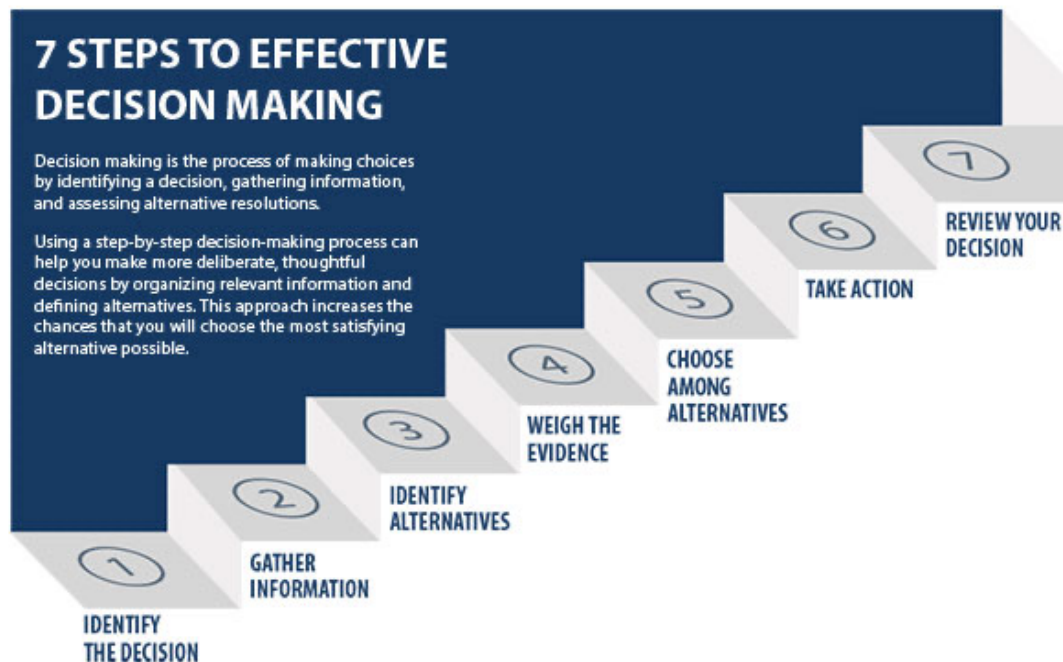 7 STEPS TO EFFECTIVE
DECISION MAKING
Decision making is the process of making choices
by identifying a decision, gathering information,
and assessing alternative resolutions.
Using a step-by-step decision-making process can
help you make more deliberate, thoughtful
decisions by organizing relevant information and
defining alternatives. This approach increases the
chances that you will choose the most satisfying
alternative possible.
1
IDENTIFY
THE DECISION
2
GATHER
INFORMATION
3
IDENTIFY
ALTERNATIVES
4
WEIGH THE
EVIDENCE
5
CHOOSE
AMONG
ALTERNATIVES
6
TAKE ACTION
7
REVIEW YOUR
DECISION